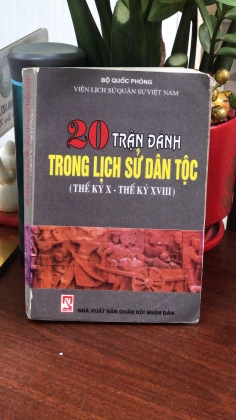 BỘ QUỐC PHÒNG
VIỆN LỊCH SỬ QUÂN SỰ VIỆT NAM
20 TRẬN ĐÁNH
TRONG LỊCH SỬ DÂN TỘC
(THẾ KỶ X - THẾ KỶ XVIII)
NHÀ XUẤT BẢN QUÂN ĐỘI NHÂN DÂN